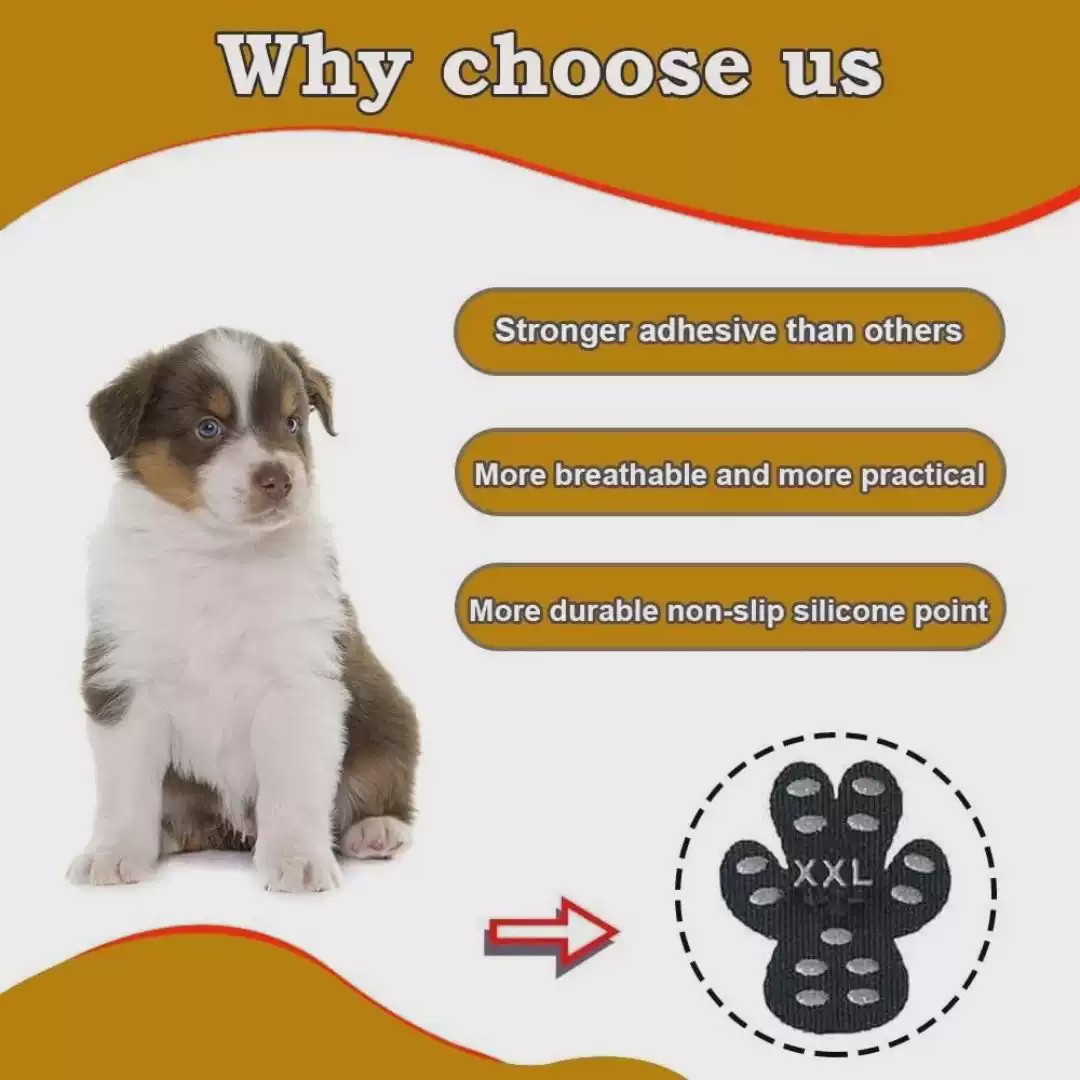 Why choose us
Stronger adhesive than others
More breathable and more practical
More durable non-slip silicone point
XXL